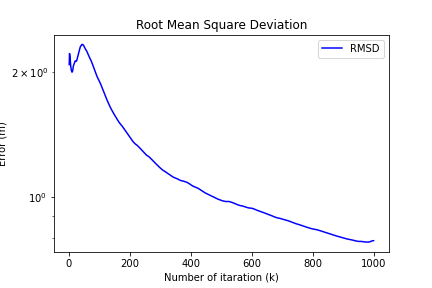 Root Mean Square Deviation
RMSD
2 × 10⁰
10⁰
Error (m)
0 200 400 600 800 1000
Number of itaration (k)